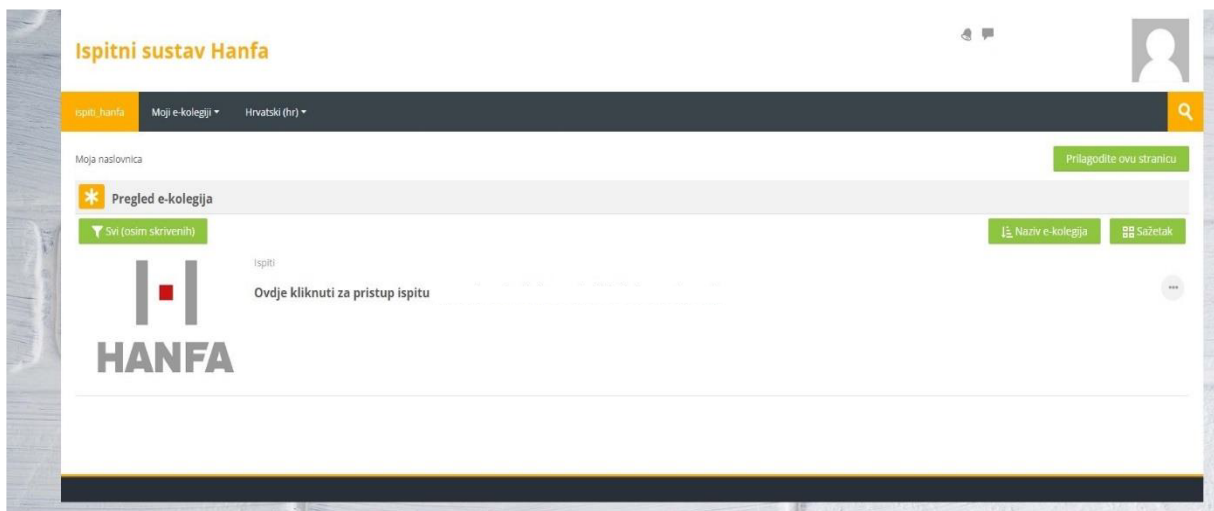 Ispitni sustav Hanfa
ispiti_hanfa Moji e-kolegiji Hrvatski (hr)
Moja naslovnica Prilagodite ovu stranicu
Pregled e-kolegija
Svi (osim skrivenih) Naziv e-kolegija Sažetak
Ispiti
Ovdje kliknuti za pristup ispitu
HANFA